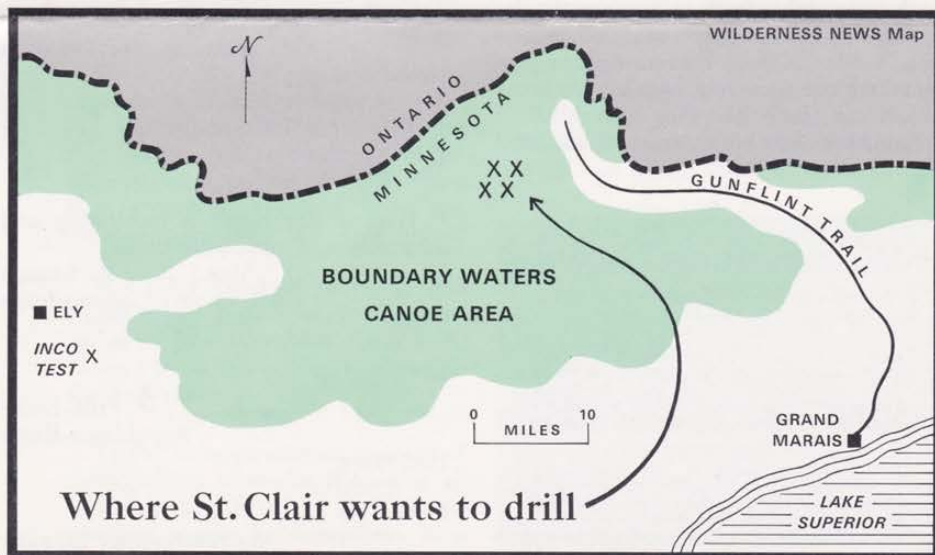 WILDERNESS NEWS Map
N
ONTARIO
MINNESOTA
X X
X X
GUNFLINT TRAIL
BOUNDARY WATERS
CANOE AREA
ELY
INCO
TEST X
0 10
MILES
GRAND
MARAIS
Where St. Clair wants to drill
LAKE
SUPERIOR